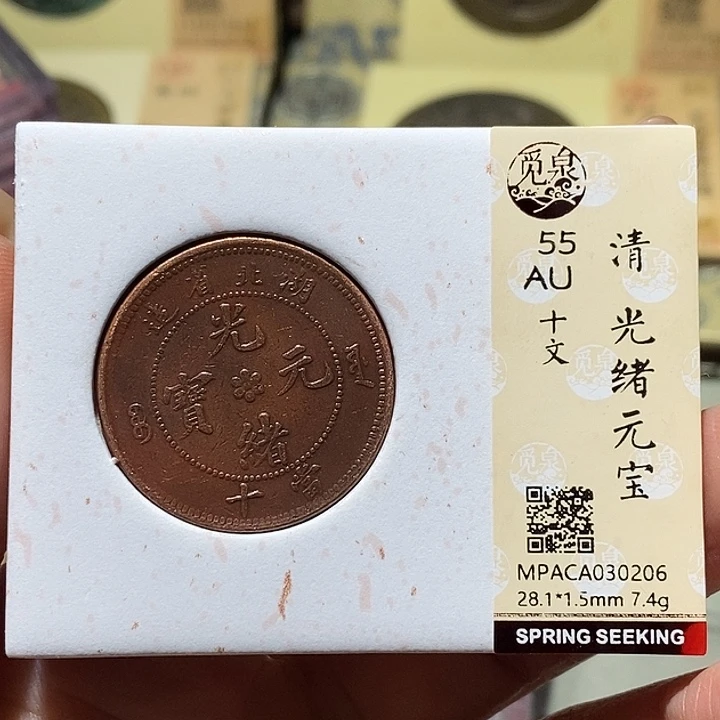 湖北省造
光緒元寶
當十
觅泉
55
AU
十文
清 光绪元宝
MPACA030206
28.1*1.5mm 7.4g
SPRING SEEKING